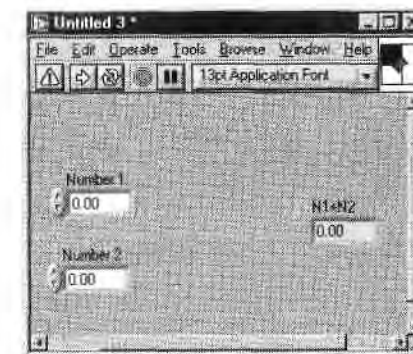 Untitled 3 *
File Edit Operate Tools Browse Window Help
13pt Application Font
Number 1
0.00
N1+N2
0.00
Number 2
0.00